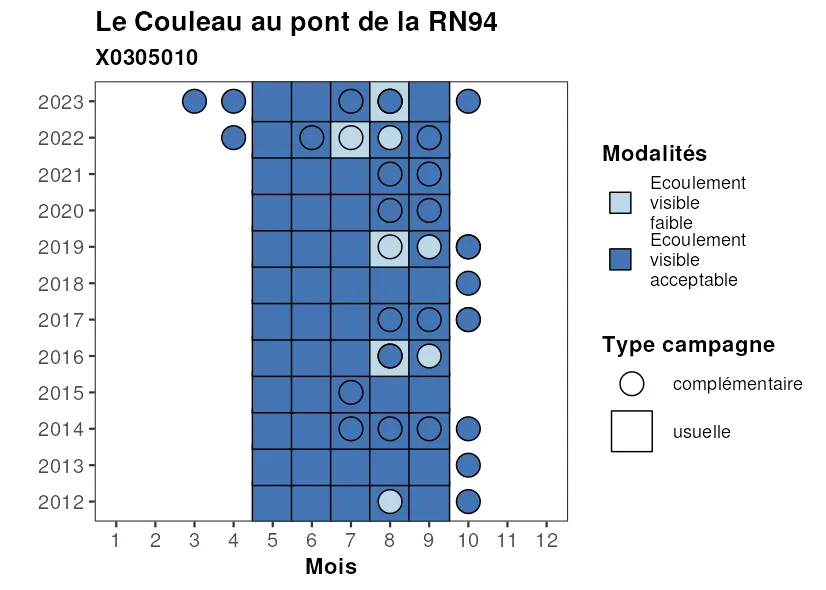 Le Couleau au pont de la RN94
X0305010
2023
2022
2021
2020
2019
2018
2017
2016
2015
2014
2013
2012
1 2 3 4 5 6 7 8 9 10 11 12
Mois
Modalités
Ecoulement
visible
faible
Ecoulement
visible
acceptable
Type campagne
complémentaire
usuelle